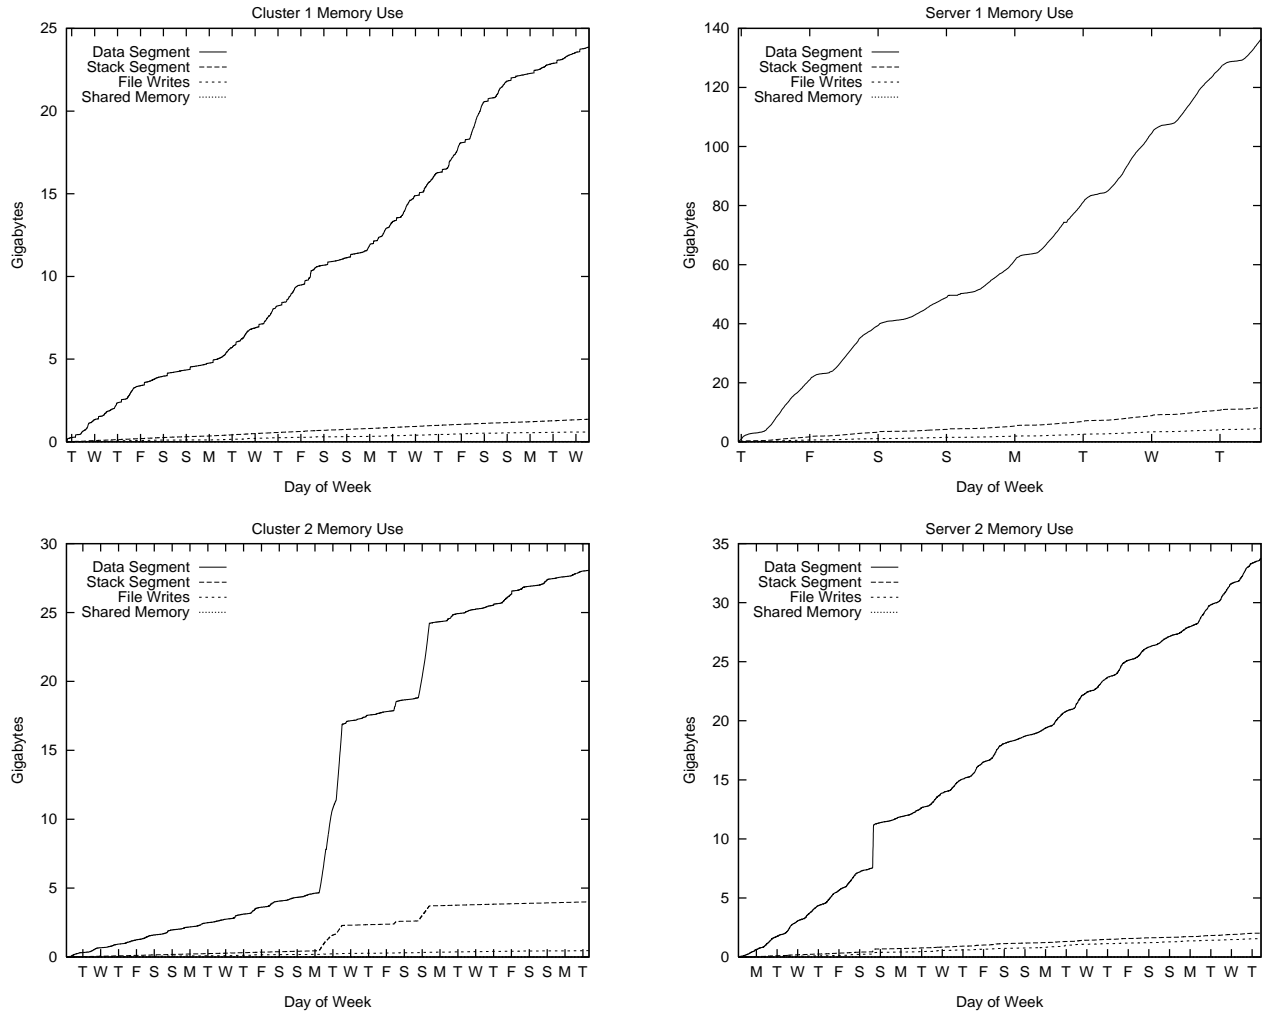 Cluster 1 Memory Use
25
20
15
10
5
0
Gigabytes
Data Segment
Stack Segment
File Writes
Shared Memory
T W T F S S M T W T F S S M T W T F S S M T W
Day of Week
Server 1 Memory Use
140
120
100
80
60
40
20
0
Gigabytes
Data Segment
Stack Segment
File Writes
Shared Memory
T F S S M T W T
Day of Week
Cluster 2 Memory Use
30
25
20
15
10
5
0
Gigabytes
Data Segment
Stack Segment
File Writes
Shared Memory
T W T F S S M T W T F S S M T W T F S S M T W T F S S M T
Day of Week
Server 2 Memory Use
35
30
25
20
15
10
5
0
Gigabytes
Data Segment
Stack Segment
File Writes
Shared Memory
M T W T F S S M T W T F S S M T W T F S S M T W T
Day of Week